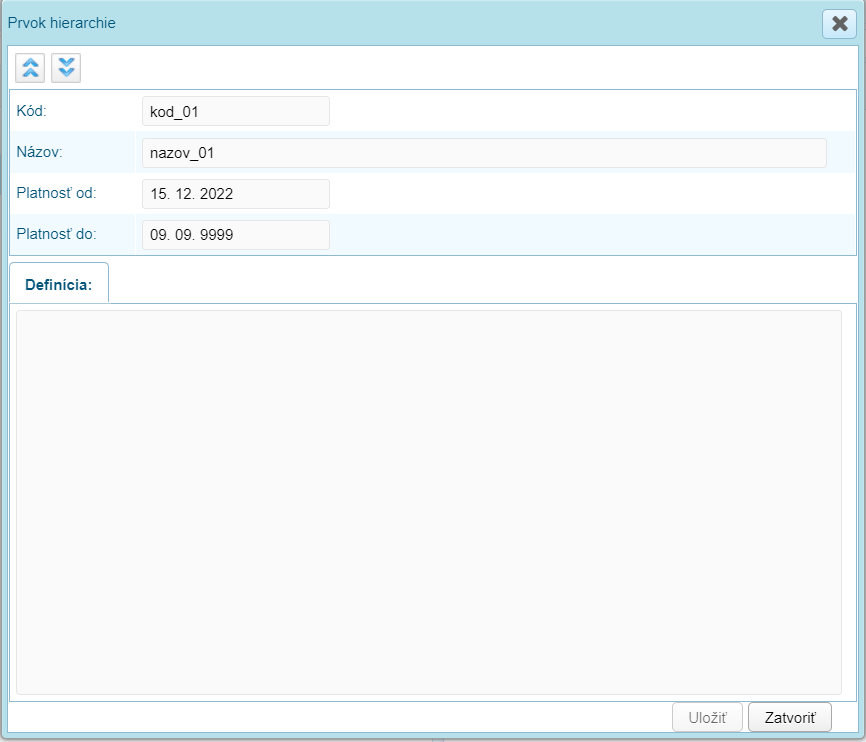 Prvok hierarchie
Kód: kod_01
Názov: nazov_01
Platnosť od: 15. 12. 2022
Platnosť do: 09. 09. 9999
Definícia:
Uložiť Zatvoriť